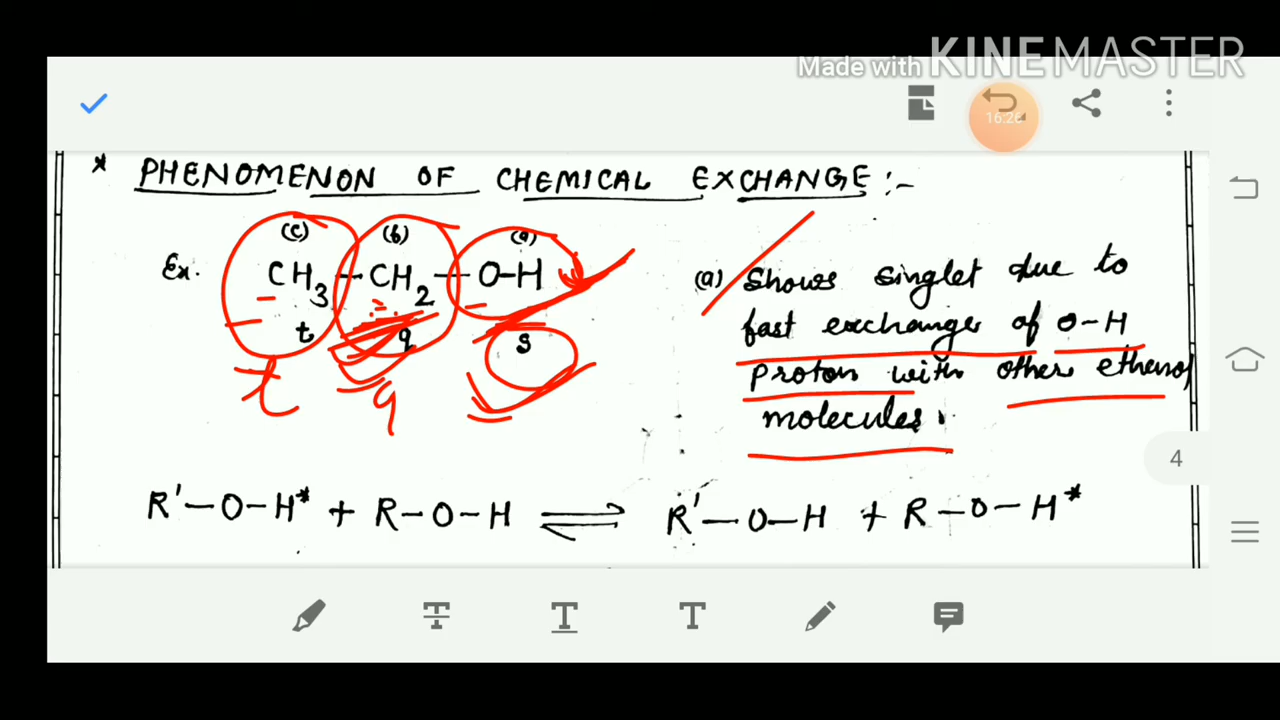 Made with KINEMASTER
16:26
* PHENOMENON OF CHEMICAL EXCHANGE :-
(c) (b) (a)
Ex. CH3 - CH2 - O-H
t q s
t q
(a) Shows singlet due to
fast exchange of O-H
Proton with other ethenol
molecules.
4
R'-O-H* + R-O-H ⇌ R'-O-H + R-O-H*
T T T